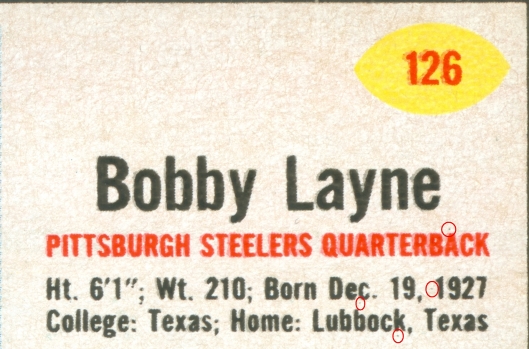 126
Bobby Layne
PITTSBURGH STEELERS QUARTERBACK
Ht. 6'1"; Wt. 210; Born Dec. 19, 1927
College: Texas; Home: Lubbock, Texas